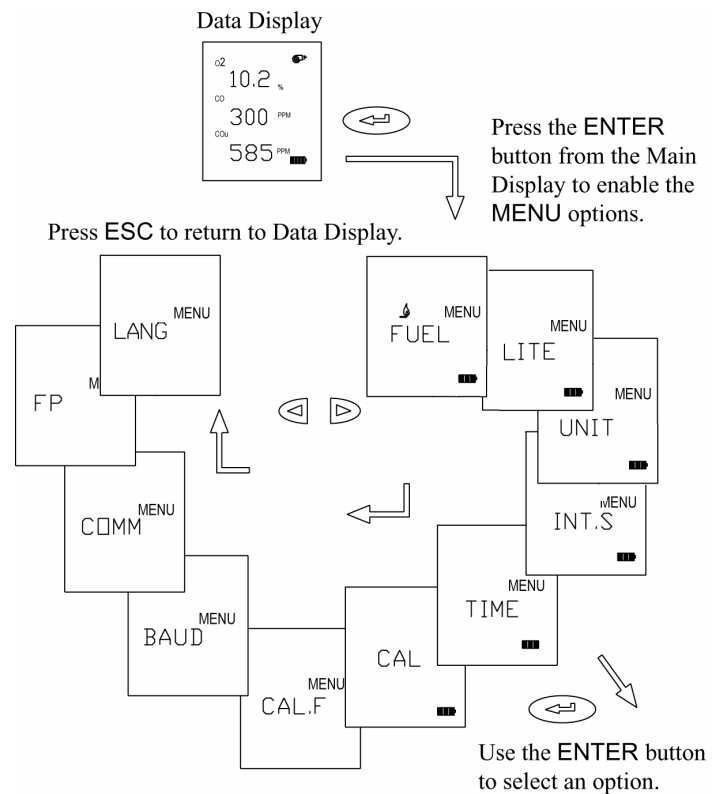 Data Display
O2
10.2 %
CO
300 PPM
COu
585 PPM
Press the ENTER
button from the Main
Display to enable the
MENU options.
Press ESC to return to Data Display.
MENU
LANG
MENU
FUEL
MENU
LITE
M
FP
MENU
UNIT
MENU
COMM
MENU
INT.S
MENU
BAUD
MENU
TIME
CAL
MENU
CAL.F
Use the ENTER button
to select an option.